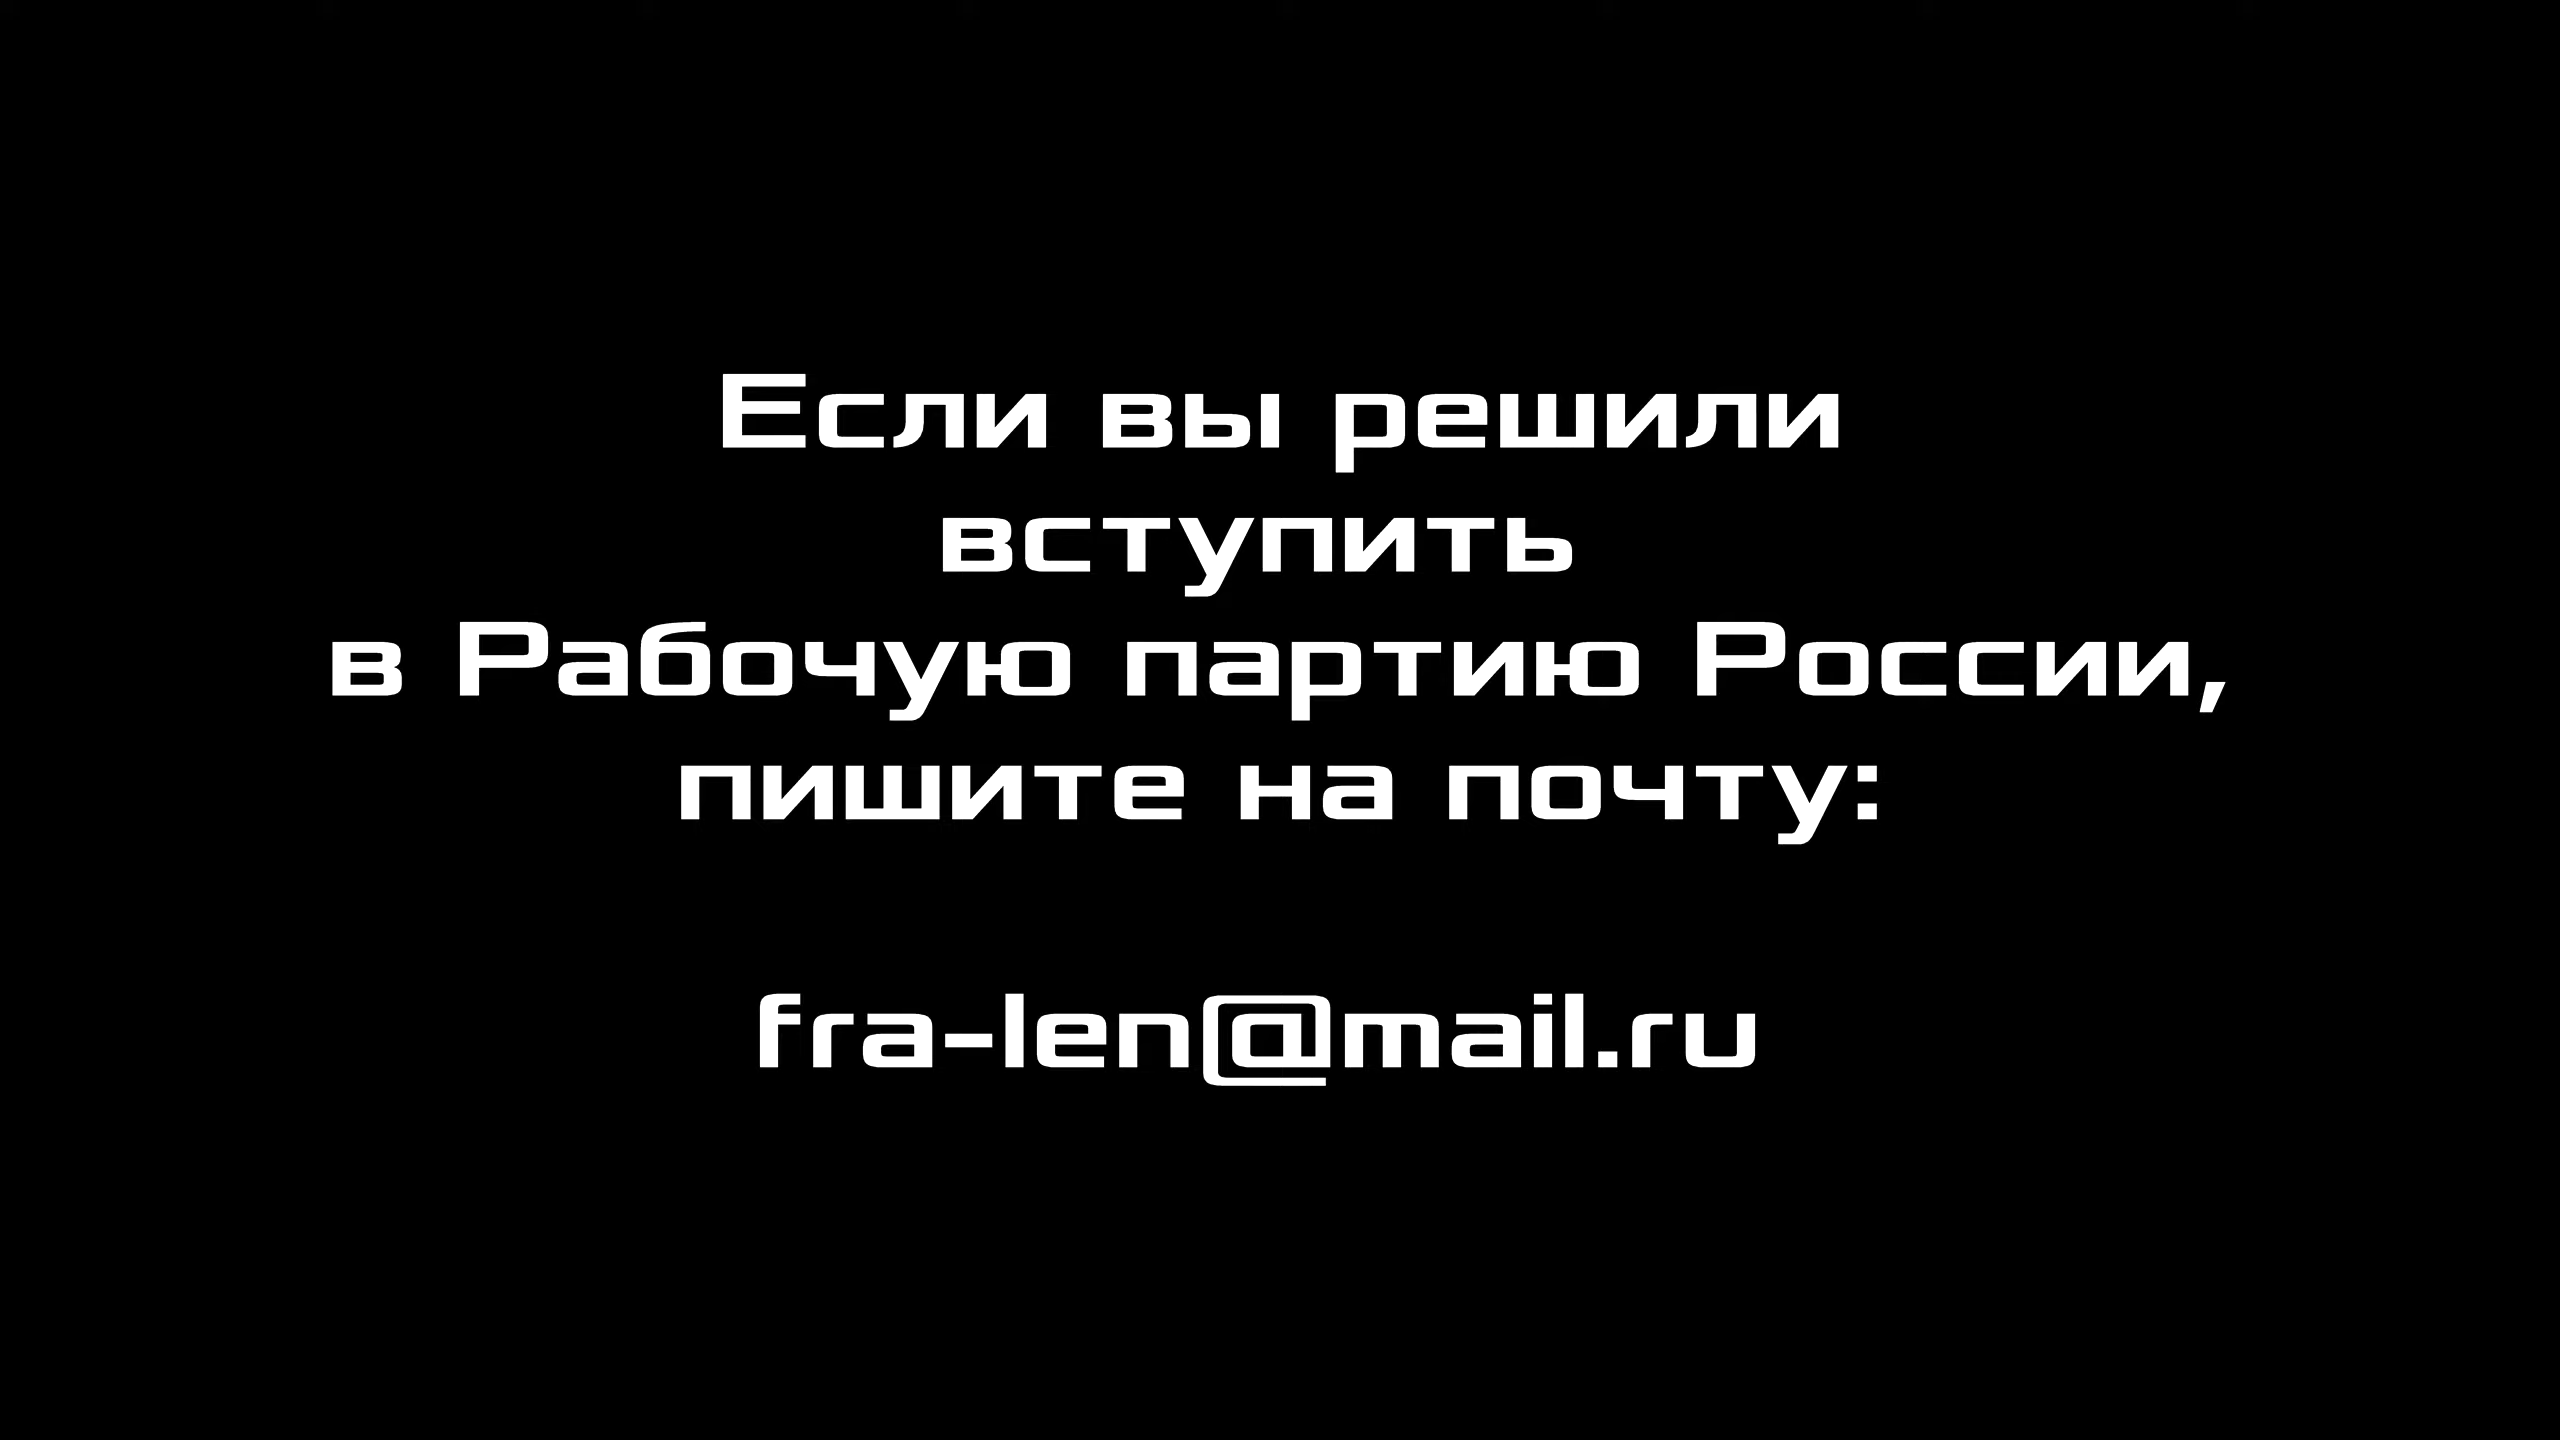 Если вы решили
вступить
в Рабочую партию России,
пишите на почту:
fra-len@mail.ru